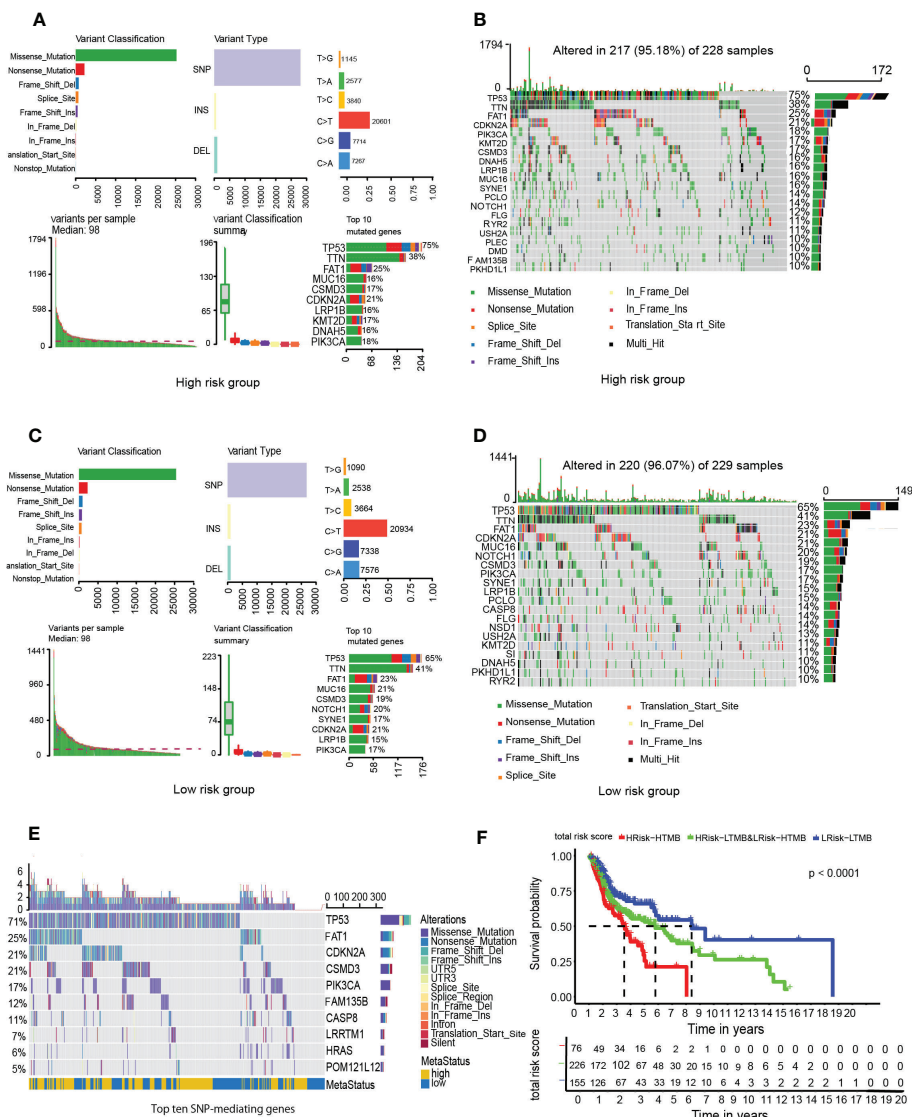 A
Variant Classification
Missense_Mutation
Nonsense_Mutation
Frame_Shift_Del
Splice_Site
Frame_Shift_Ins
In_Frame_Del
In_Frame_Ins
anslation_Start_Site
Nonstop_Mutation
0
5000
10000
15000
20000
25000
30000
Variant Type
SNP
INS
DEL
0
5000
10000
15000
20000
25000
30000
T>G 1145
T>A 2577
T>C 3840
C>T 20601
C>G 7714
C>A 7267
0.00 0.25 0.50 0.75 1.00
variants per sample
Median: 98
1794
1196
598
0
variant Classification
summary
196
130
65
0
Top 10
mutated genes
TP53 75%
TTN 38%
FAT1 25%
MUC16 16%
CSMD3 17%
CDKN2A 21%
LRP1B 16%
KMT2D 17%
DNAH5 16%
PIK3CA 18%
0 68 136 204
High risk group
B
Altered in 217 (95.18%) of 228 samples
1794
0
0 172
TP53 75%
TTN 38%
FAT1 25%
CDKN2A 21%
PIK3CA 18%
KMT2D 17%
CSMD3 17%
DNAH5 16%
LRP1B 16%
MUC16 16%
SYNE1 16%
PCLO 14%
NOTCH1 14%
FLG 12%
RYR2 11%
USH2A 11%
PLEC 11%
DMD 10%
F AM135B 10%
PKHD1L1 10%
Missense_Mutation
Nonsense_Mutation
Splice_Site
Frame_Shift_Del
Frame_Shift_Ins
In_Frame_Del
In_Frame_Ins
Translation_Sta rt_Site
Multi_Hit
High risk group
C
Variant Classification
Missense_Mutation
Nonsense_Mutation
Frame_Shift_Del
Frame_Shift_Ins
Splice_Site
In_Frame_Ins
In_Frame_Del
anslation_Start_Site
Nonstop_Mutation
0
5000
10000
15000
20000
25000
30000
Variant Type
SNP
INS
DEL
0
5000
10000
15000
20000
25000
30000
T>G 1090
T>A 2538
T>C 3664
C>T 20934
C>G 7338
C>A 7576
0.00 0.25 0.50 0.75 1.00
Variants per sample
Median: 98
1441
960
480
0
Variant Classification
summary
223
148
74
0
Top 10
mutated genes
TP53 65%
TTN 41%
FAT1 23%
MUC16 21%
CSMD3 19%
NOTCH1 20%
SYNE1 17%
CDKN2A 21%
LRP1B 15%
PIK3CA 17%
0 58 117 176
Low risk group
D
Altered in 220 (96.07%) of 229 samples
1441
0
0 149
TP53 65%
TTN 41%
FAT1 23%
CDKN2A 21%
MUC16 21%
NOTCH1 20%
CSMD3 19%
PIK3CA 17%
SYNE1 17%
LRP1B 15%
PCLO 15%
CASP8 14%
FLG 14%
NSD1 14%
USH2A 13%
KMT2D 11%
SI 11%
DNAH5 10%
PKHD1L1 10%
RYR2 10%
Missense_Mutation
Nonsense_Mutation
Frame_Shift_Del
Frame_Shift_Ins
Splice_Site
Translation_Start_Site
In_Frame_Del
In_Frame_Ins
Multi_Hit
Low risk group
E
6
4
2
0
0 100 200 300
71% TP53
25% FAT1
21% CDKN2A
21% CSMD3
17% PIK3CA
12% FAM135B
11% CASP8
7% LRRTM1
6% HRAS
5% POM121L12
MetaStatus
Alterations
Missense_Mutation
Nonsense_Mutation
Frame_Shift_Del
Frame_Shift_Ins
UTR5
UTR3
Splice_Site
Splice_Region
In_Frame_Del
In_Frame_Ins
Intron
Translation_Start_Site
Silent
MetaStatus
high
low
Top ten SNP-mediating genes
F
total risk score HRisk-HTMB HRisk-LTMB&LRisk-HTMB LRisk-LTMB
p < 0.0001
Survival probability
1.00
0.75
0.50
0.25
0.00
0 1 2 3 4 5 6 7 8 9 10 11 12 13 14 15 16 17 18 19 20
Time in years
total risk score
76 49 34 16 6 2 2 1 0 0 0 0 0 0 0 0 0 0 0 0 0
226 172 102 67 48 30 20 15 10 9 8 6 5 4 2 0 0 0 0 0 0
155 126 67 43 33 19 12 10 6 4 3 3 2 2 2 2 1 1 0 0 0
0 1 2 3 4 5 6 7 8 9 10 11 12 13 14 15 16 17 18 19 20
Time in years